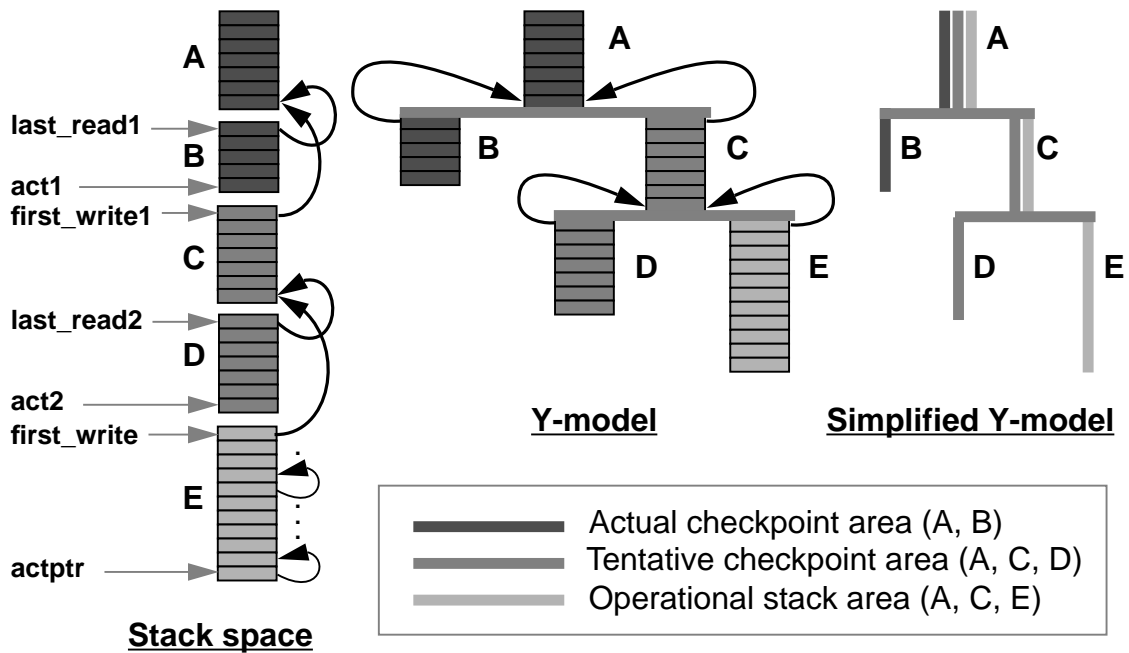 A
last_read1
B
act1
first_write1
C
last_read2
D
act2
first_write
E
actptr
Stack space
A
B
C
D
E
Y-model
A
B
C
D
E
Simplified Y-model
Actual checkpoint area (A, B)
Tentative checkpoint area (A, C, D)
Operational stack area (A, C, E)